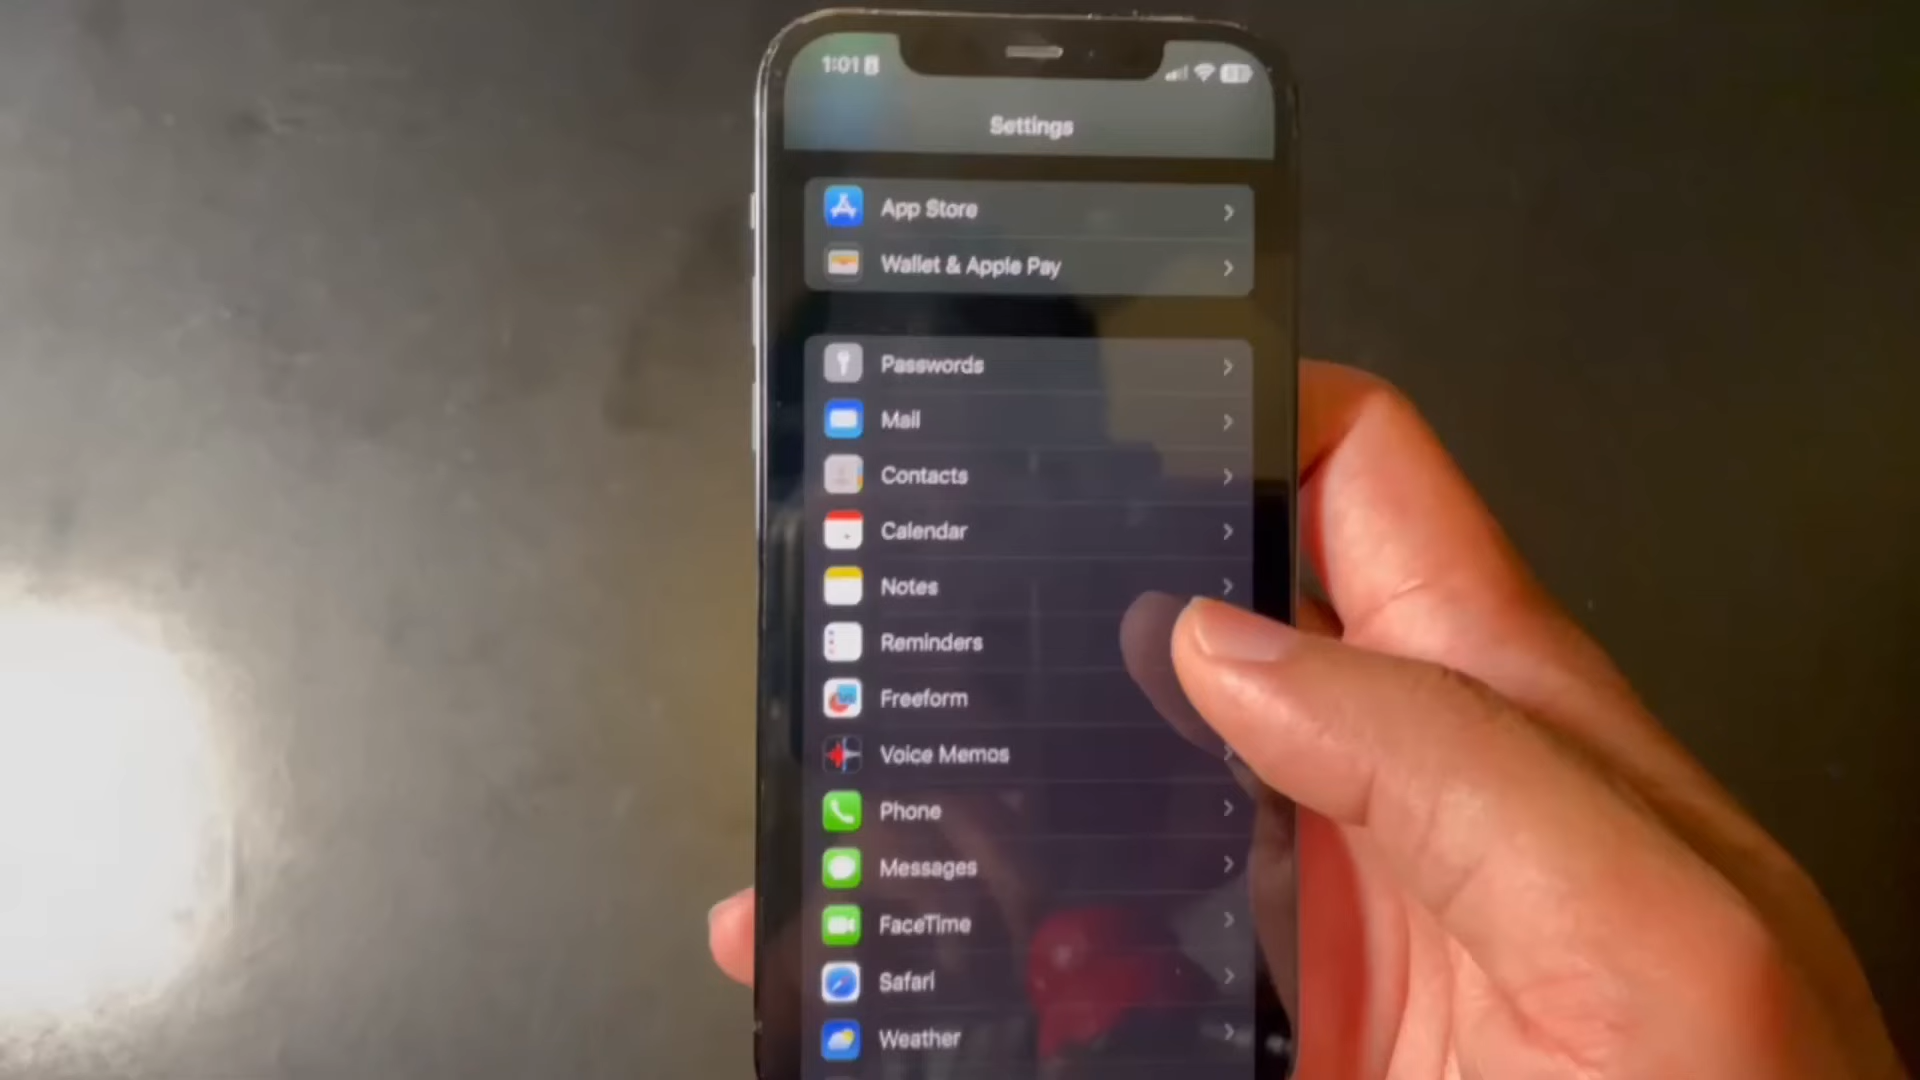 1:01
Settings
App Store
Wallet & Apple Pay
Passwords
Mail
Contacts
Calendar
Notes
Reminders
Freeform
Voice Memos
Phone
Messages
FaceTime
Safari
Weather